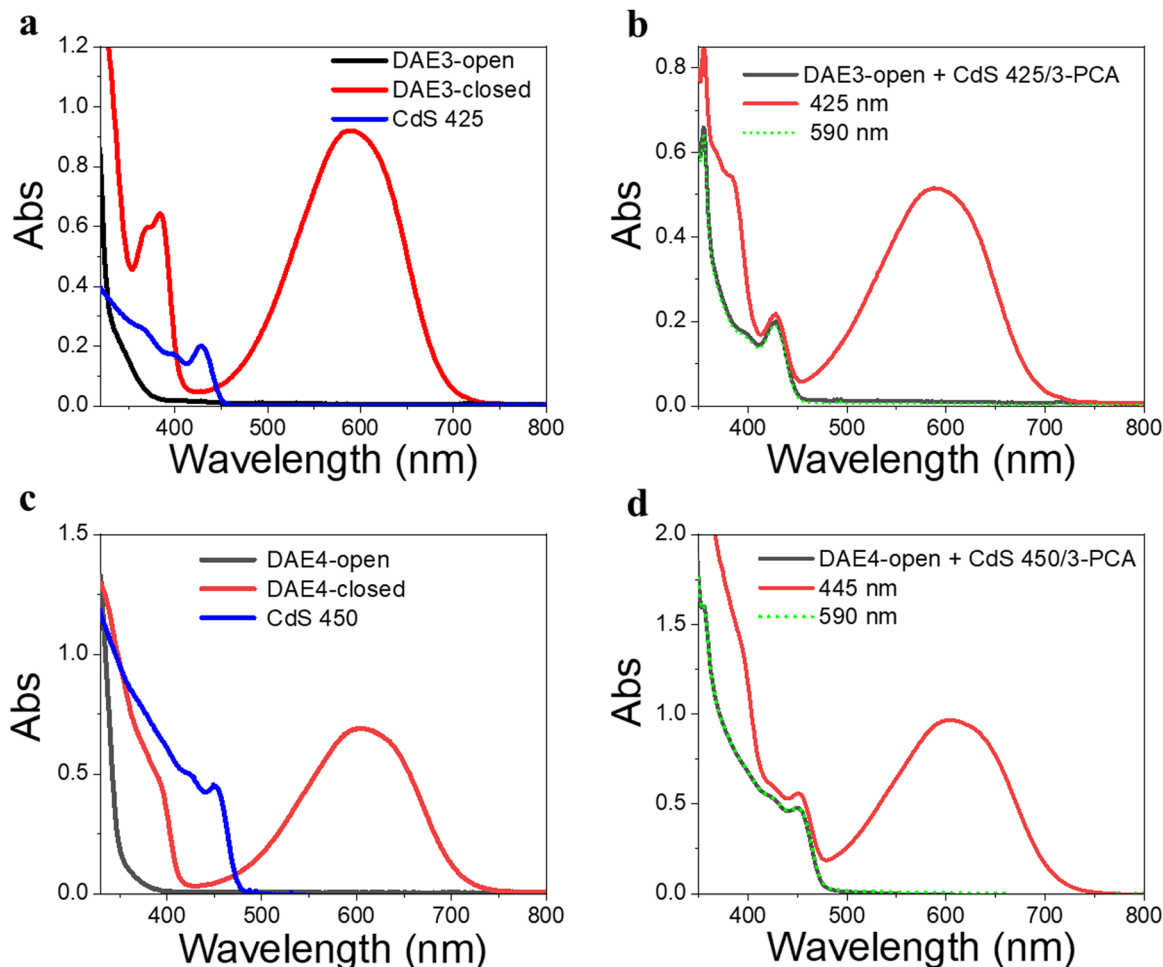 a
1.2
1.0
0.8
0.6
0.4
0.2
0.0
Abs
DAE3-open
DAE3-closed
CdS 425
400 500 600 700 800
Wavelength (nm)
b
0.8
0.6
0.4
0.2
0.0
Abs
DAE3-open + CdS 425/3-PCA
425 nm
590 nm
400 500 600 700 800
Wavelength (nm)
c
1.5
1.0
0.5
0.0
Abs
DAE4-open
DAE4-closed
CdS 450
400 500 600 700 800
Wavelength (nm)
d
2.0
1.5
1.0
0.5
0.0
Abs
DAE4-open + CdS 450/3-PCA
445 nm
590 nm
400 500 600 700 800
Wavelength (nm)